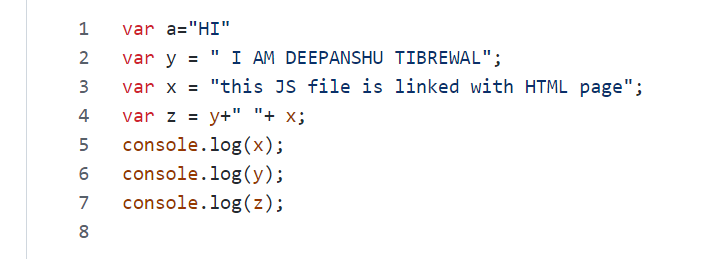 1 var a="HI"
2 var y = " I AM DEEPANSHU TIBREWAL";
3 var x = "this JS file is linked with HTML page";
4 var z = y+" "+ x;
5 console.log(x);
6 console.log(y);
7 console.log(z);
8